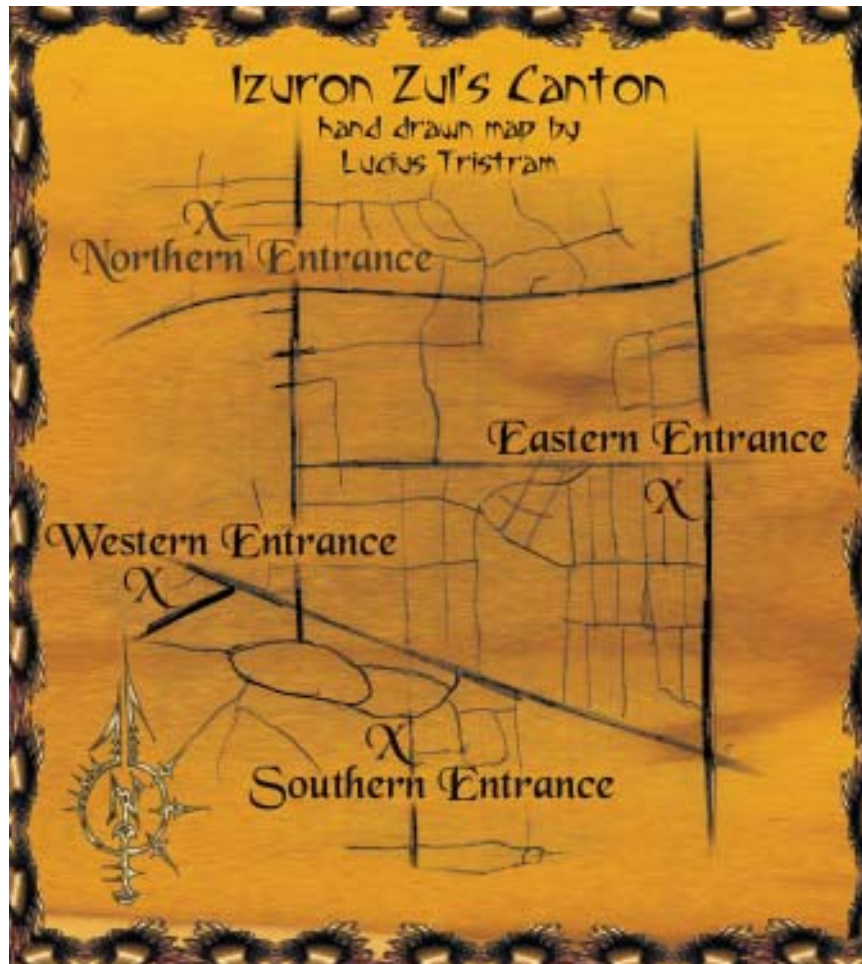 Izuron Zul's Canton
hand drawn map by
Lucius Tristram
X
Northern Entrance
Eastern Entrance
X
Western Entrance
X
X
Southern Entrance
N